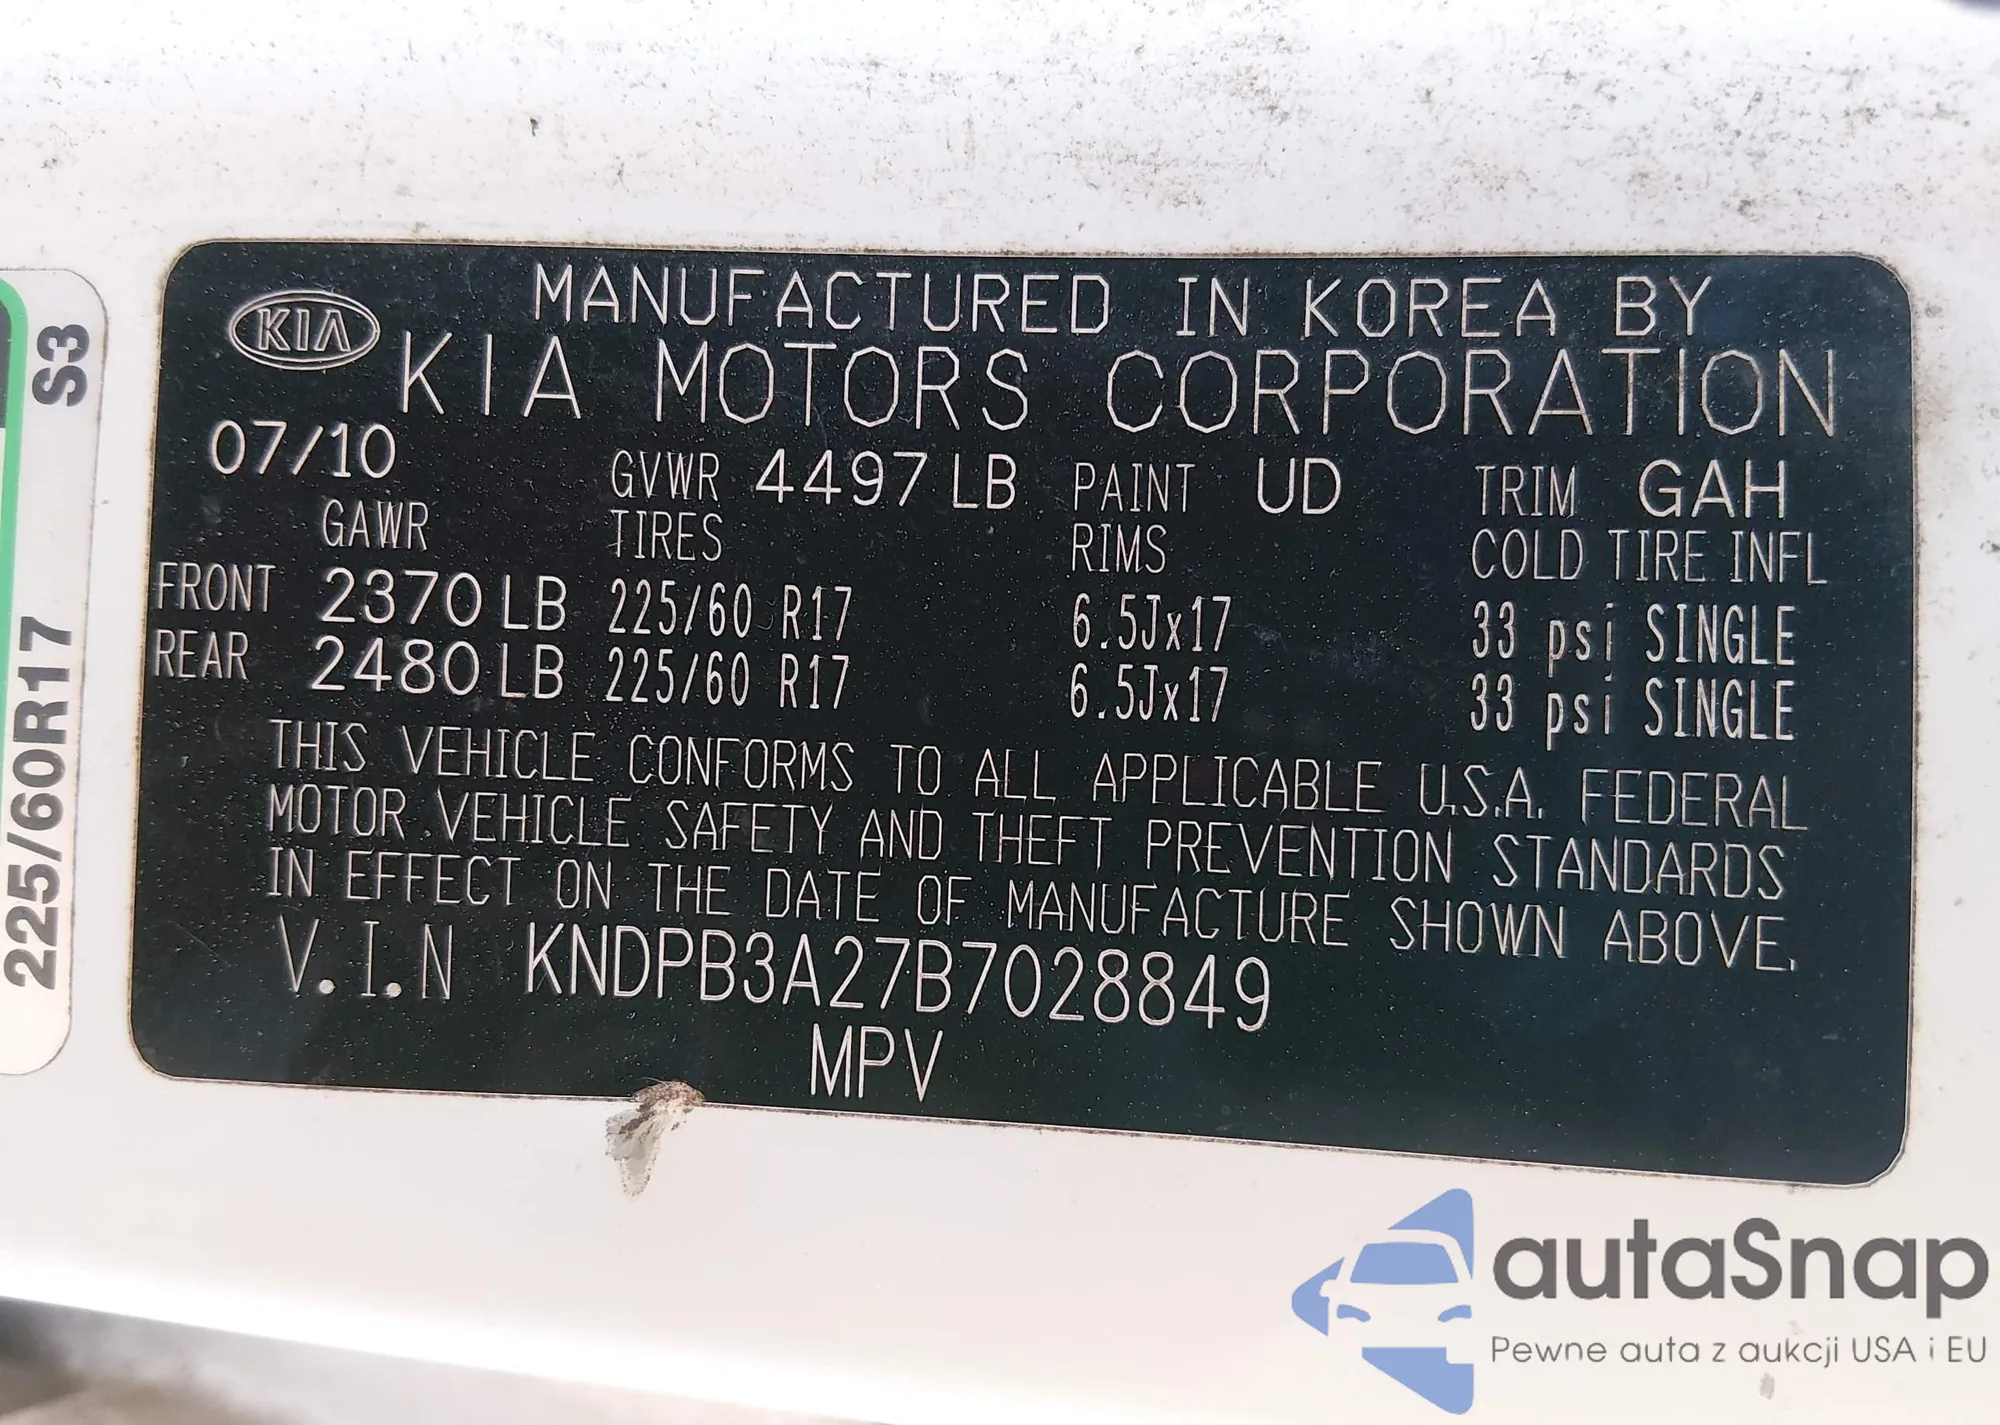 MANUFACTURED IN KOREA BY
KIA KIA MOTORS CORPORATION
07/10 GVWR 4497 LB PAINT UD TRIM GAH
GAWR TIRES RIMS COLD TIRE INFL
FRONT 2370 LB 225/60 R17 6.5Jx17 33 psi SINGLE
REAR 2480 LB 225/60 R17 6.5Jx17 33 psi SINGLE
THIS VEHICLE CONFORMS TO ALL APPLICABLE U.S.A. FEDERAL
MOTOR VEHICLE SAFETY AND THEFT PREVENTION STANDARDS
IN EFFECT ON THE DATE OF MANUFACTURE SHOWN ABOVE.
V.I.N KNDPB3A27B7028849
MPV
225/60R17 S3
autaSnap
Pewne auta z aukcji USA i EU